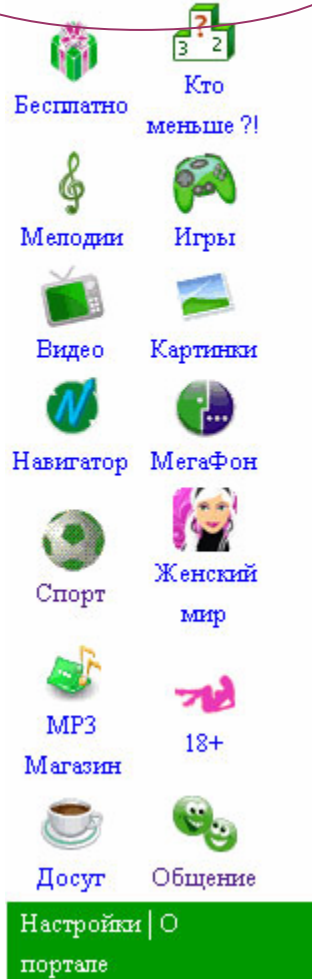 ?
3 2
Бесплатно
Кто
меньше ?!
Мелодии
Игры
Видео
Картинки
Навигатор
МегаФон
Спорт
Женский
мир
MP3
Магазин
18+
Досуг
Общение
Настройки | О
портале